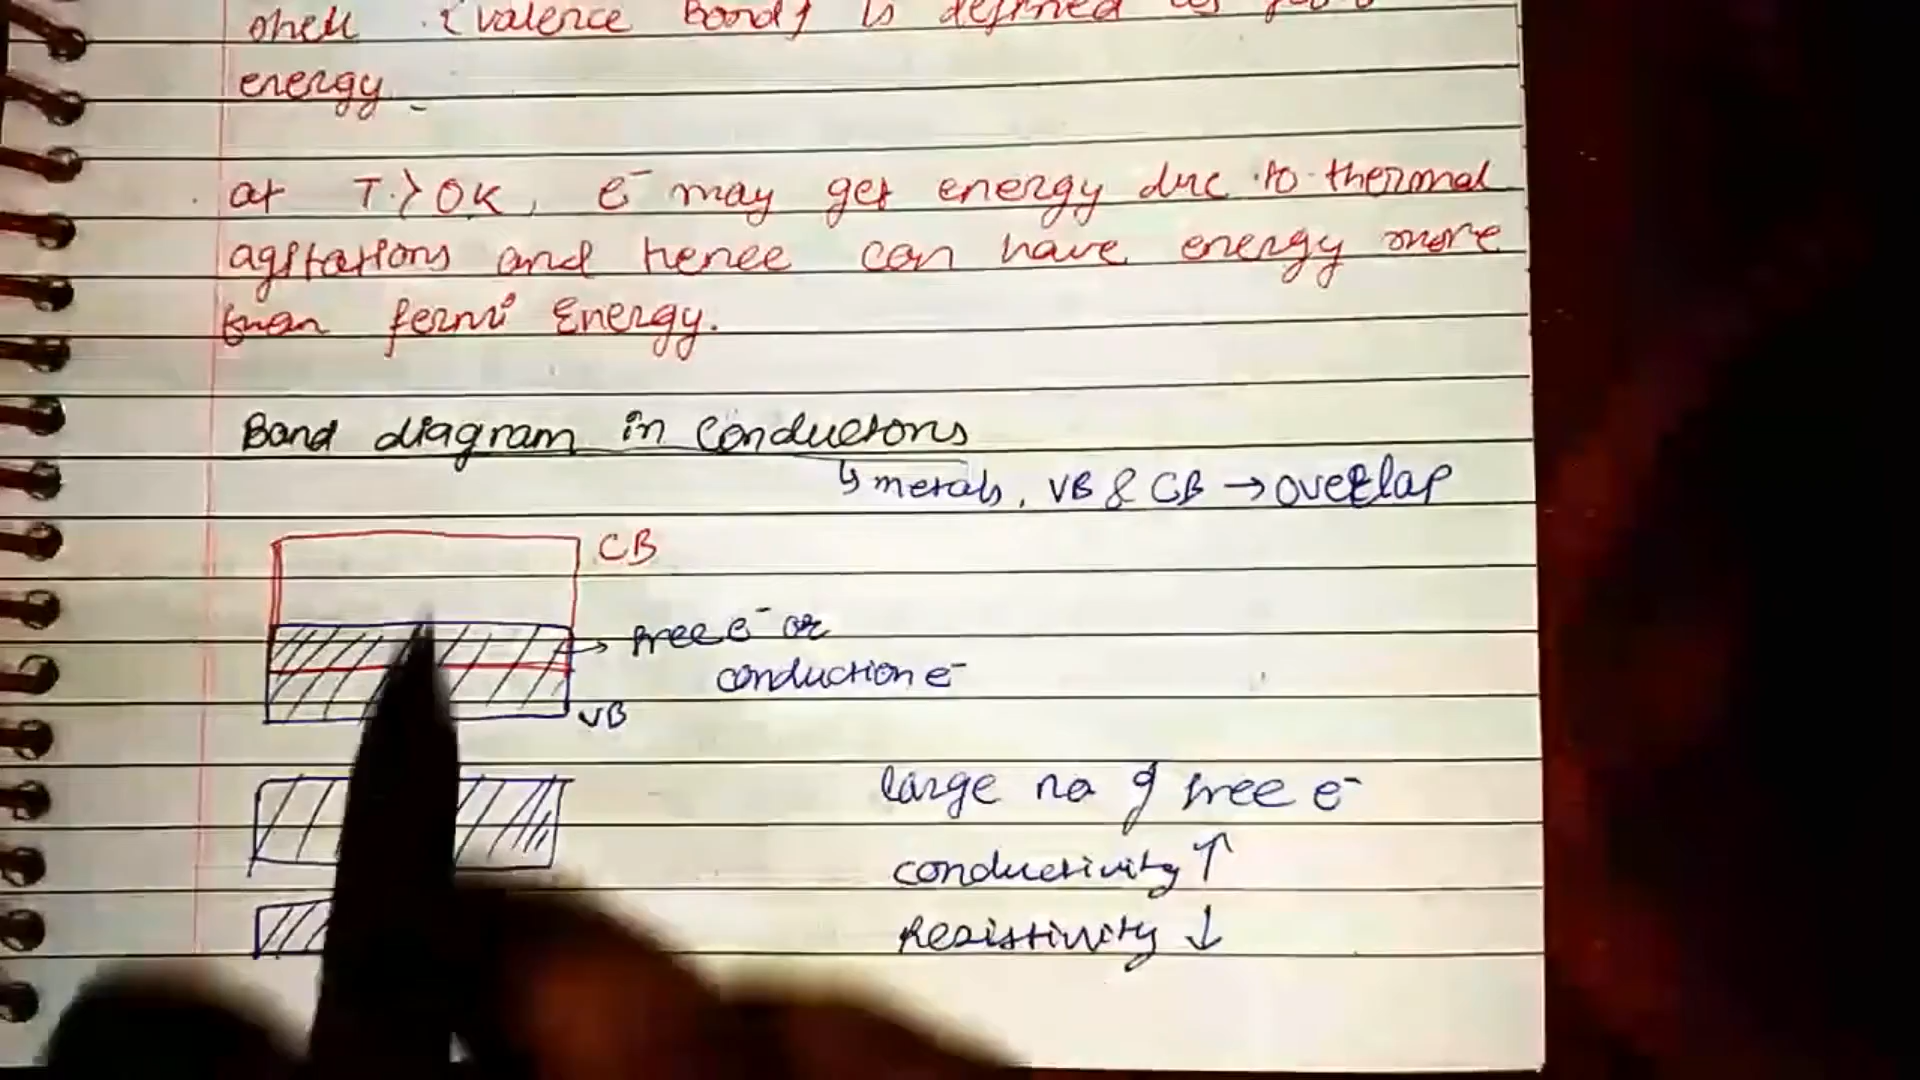 shell {valence Bond} is defined as
energy.
at T > 0K, e⁻ may get energy due to thermal
agitations and hence can have energy more
than fermi Energy.
Band diagram in Conductors
↳ metals, VB & CB → overlap
CB
→ Free e⁻ or
conduction e⁻
VB
large no of free e⁻
conductivity ↑
Resistivity ↓